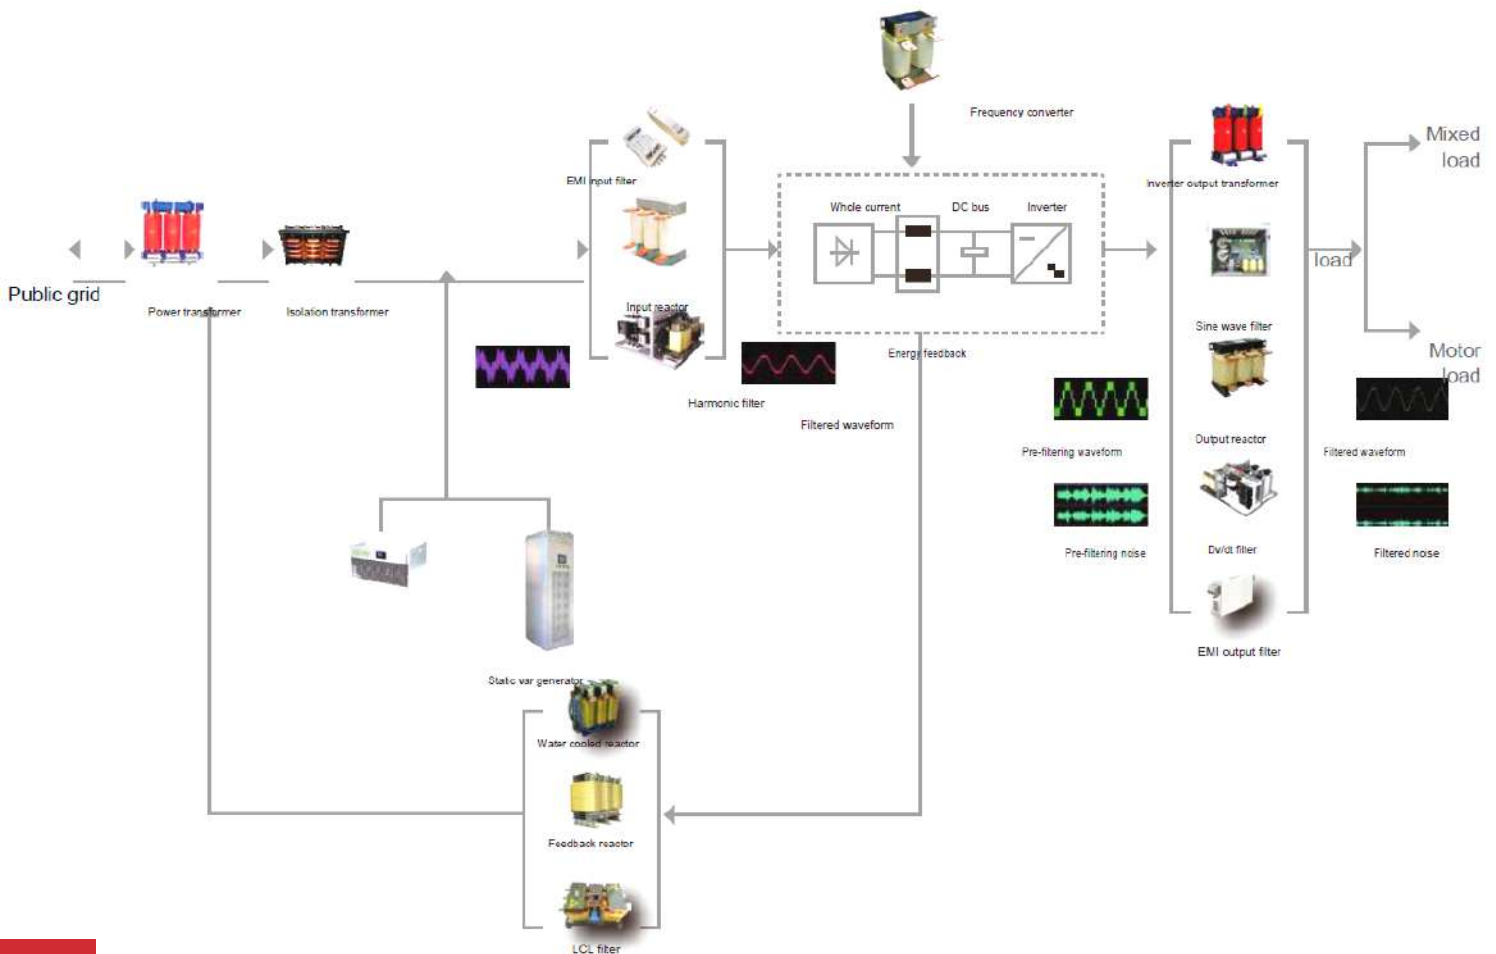 Frequency converter
Mixed
load
EMI input filter
Inverter output transformer
Whole current
DC bus
Inverter
load
Public grid
Power transformer
Isolation transformer
Input reactor
Sine wave filter
Energy feedback
Motor
load
Harmonic filter
Filtered waveform
Output reactor
Pre-filtering waveform
Filtered waveform
Pre-filtering noise
Dv/dt filter
Filtered noise
EMI output filter
Static var generator
Water cooled reactor
Feedback reactor
LCL filter